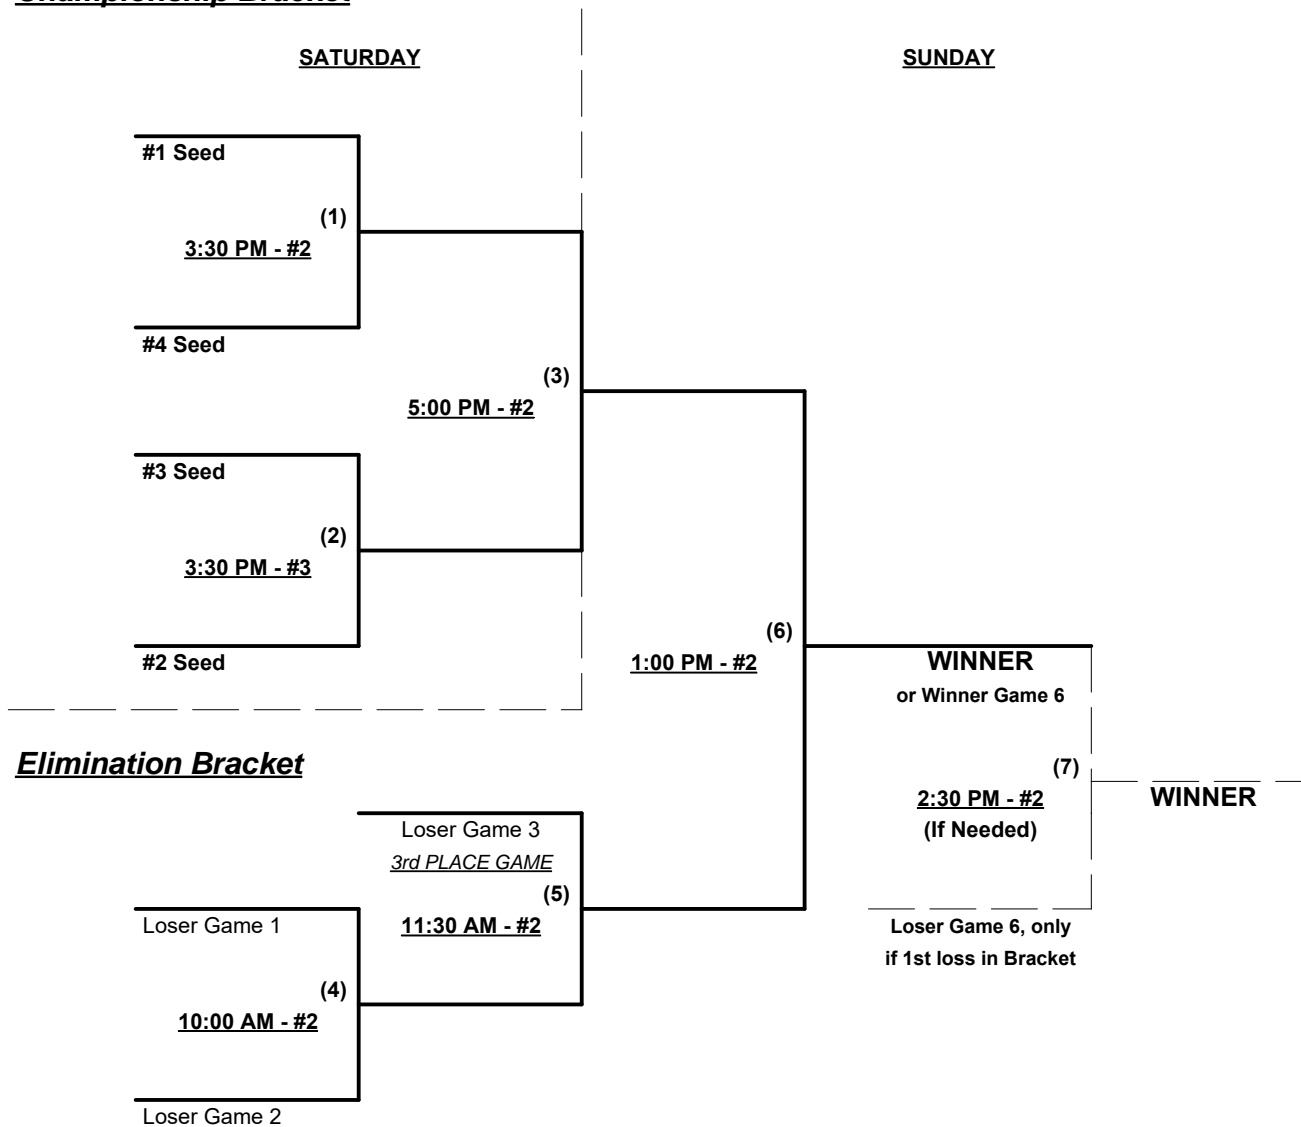 Championship Bracket
SATURDAY
SUNDAY
#1 Seed
(1)
3:30 PM - #2
#4 Seed
(3)
5:00 PM - #2
#3 Seed
(2)
3:30 PM - #3
#2 Seed
(6)
1:00 PM - #2
WINNER
or Winner Game 6
Elimination Bracket
(7)
2:30 PM - #2
(If Needed)
WINNER
Loser Game 3
3rd PLACE GAME
(5)
11:30 AM - #2
Loser Game 1
Loser Game 6, only
if 1st loss in Bracket
(4)
10:00 AM - #2
Loser Game 2